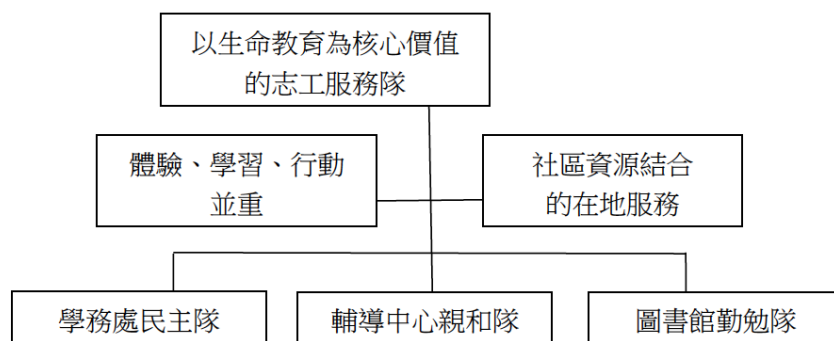 以生命教育為核心價值
的志工服務隊
體驗、學習、行動
並重
社區資源結合
的在地服務
學務處民主隊
輔導中心親和隊
圖書館勤勉隊